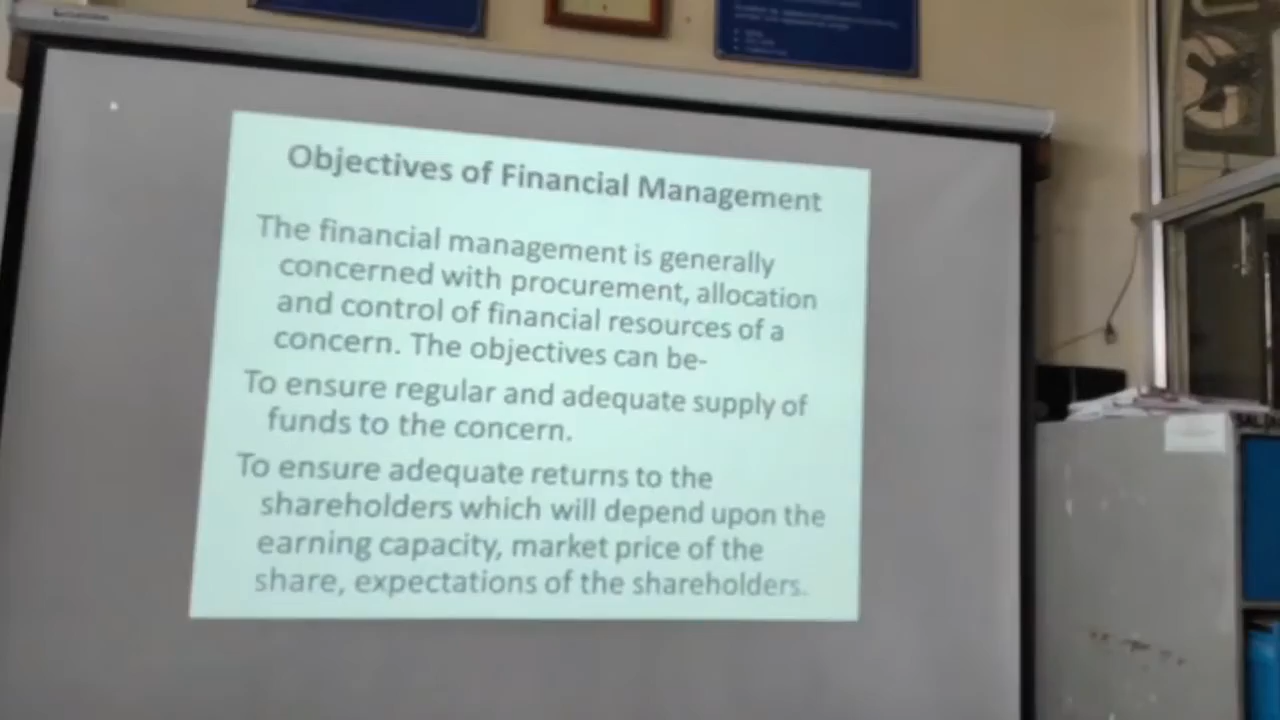 Objectives of Financial Management
The financial management is generally
concerned with procurement, allocation
and control of financial resources of a
concern. The objectives can be-
To ensure regular and adequate supply of
funds to the concern.
To ensure adequate returns to the
shareholders which will depend upon the
earning capacity, market price of the
share, expectations of the shareholders.